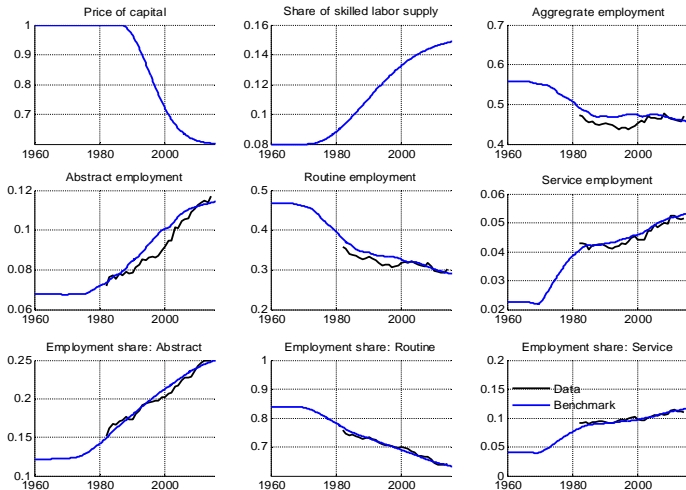 Price of capital
Share of skilled labor supply
Aggregrate employment
1
0.9
0.8
0.7
1960 1980 2000
0.16
0.14
0.12
0.1
0.08
1960 1980 2000
0.7
0.6
0.5
0.4
1960 1980 2000
Abstract employment
Routine employment
Service employment
0.12
0.1
0.08
0.06
1960 1980 2000
0.5
0.4
0.3
0.2
1960 1980 2000
0.06
0.05
0.04
0.03
0.02
1960 1980 2000
Employment share: Abstract
Employment share: Routine
Employment share: Service
0.25
0.2
0.15
0.1
1960 1980 2000
1
0.9
0.8
0.7
0.6
1960 1980 2000
0.2
0.15
0.1
0.05
0
1960 1980 2000
Data
Benchmark